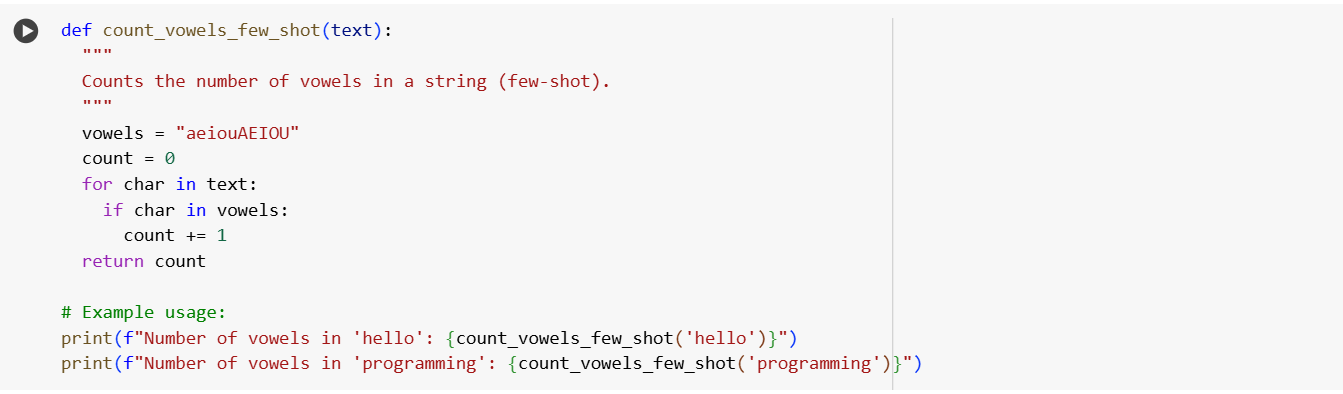 def count_vowels_few_shot(text):
  """
  Counts the number of vowels in a string (few-shot).
  """
  vowels = "aeiouAEIOU"
  count = 0
  for char in text:
    if char in vowels:
      count += 1
  return count

# Example usage:
print(f"Number of vowels in 'hello': {count_vowels_few_shot('hello')}")
print(f"Number of vowels in 'programming': {count_vowels_few_shot('programming')}")